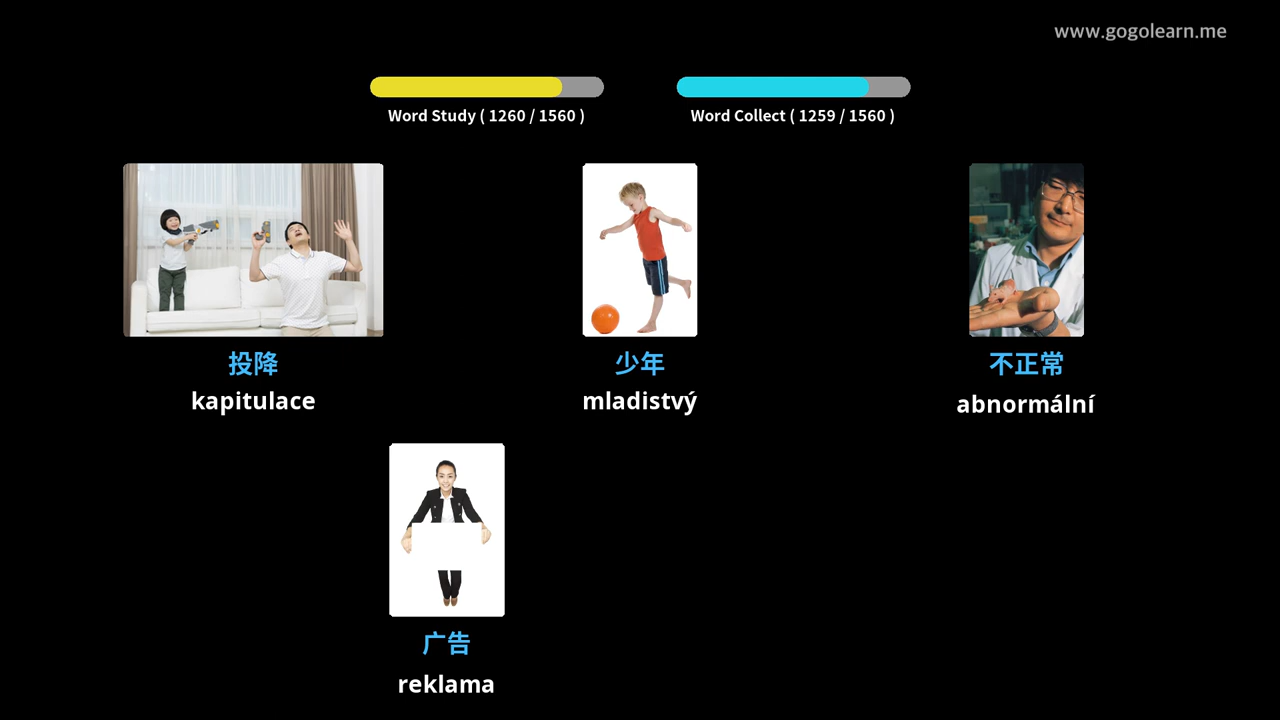 www.gogolearn.me
Word Study ( 1260 / 1560 )
Word Collect ( 1259 / 1560 )
投降
kapitulace
少年
mladistvý
不正常
abnormální
广告
reklama